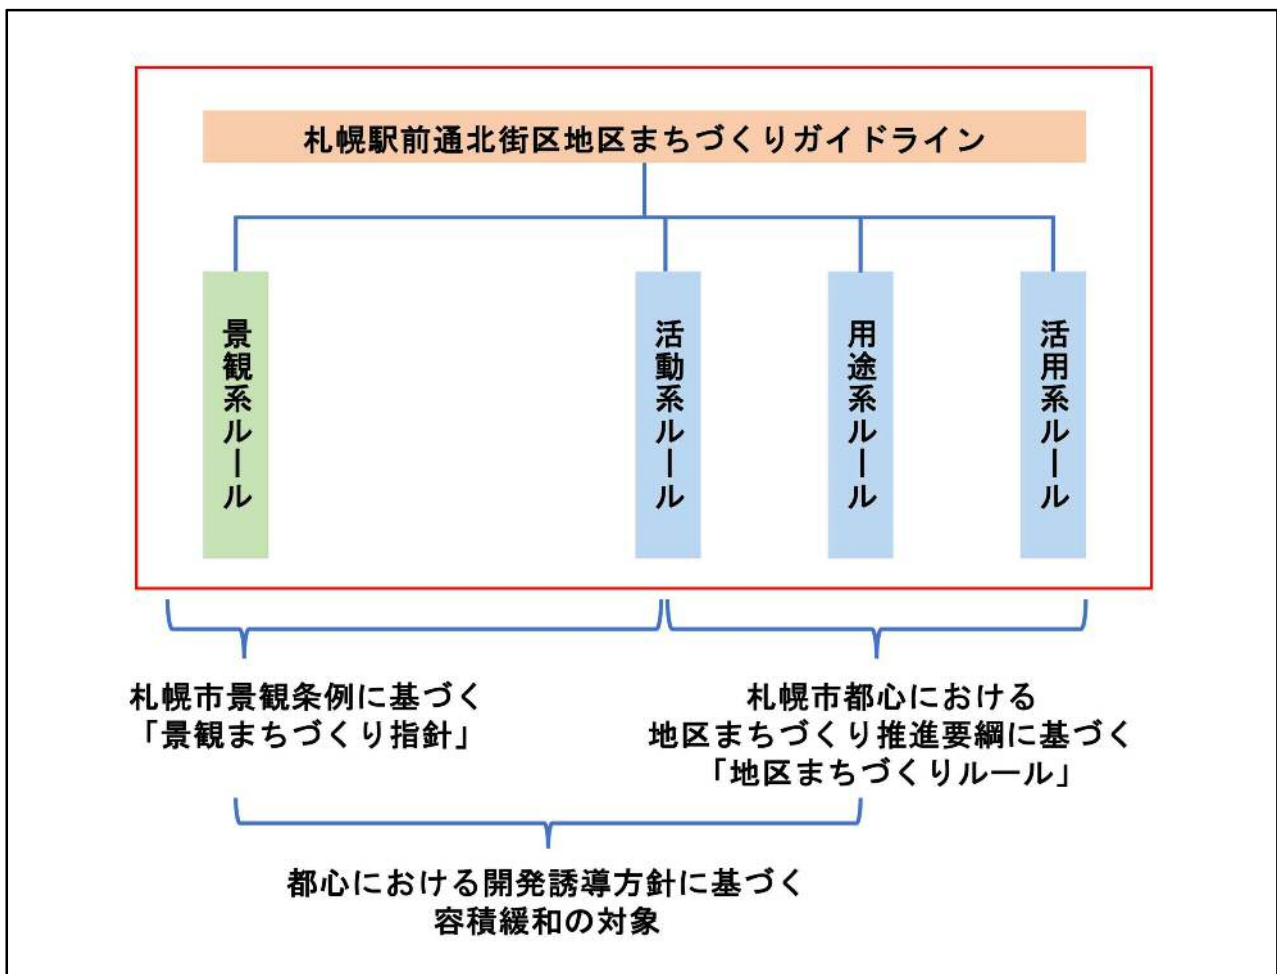 札幌駅前通北街区地区まちづくりガイドライン
景観系ルール
活動系ルール
用途系ルール
活用系ルール
札幌市景観条例に基づく
「景観まちづくり指針」
札幌市都心における
地区まちづくり推進要綱に基づく
「地区まちづくりルール」
都心における開発誘導方針に基づく
容積緩和の対象